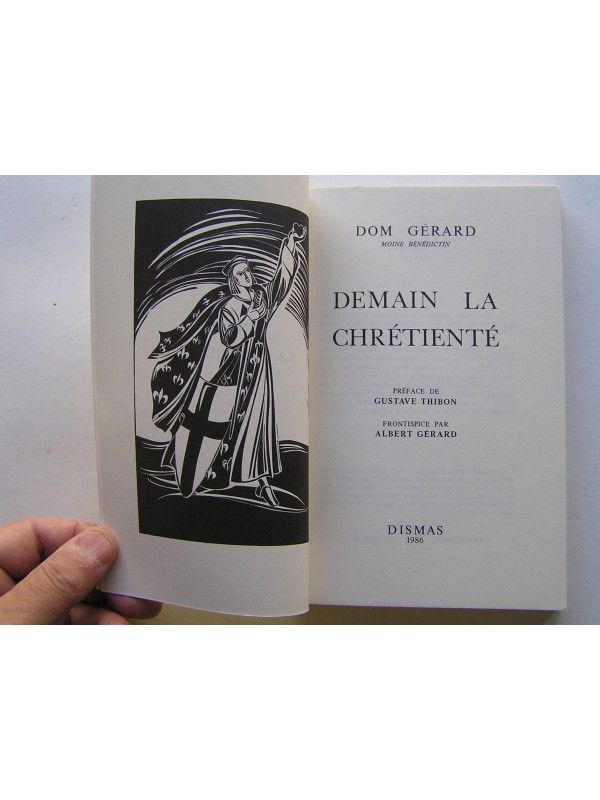 DOM GÉRARD
MOINE BÉNÉDICTIN
DEMAIN LA
CHRÉTIENTÉ
PRÉFACE DE
GUSTAVE THIBON
FRONTISPICE PAR
ALBERT GÉRARD
DISMAS
1986